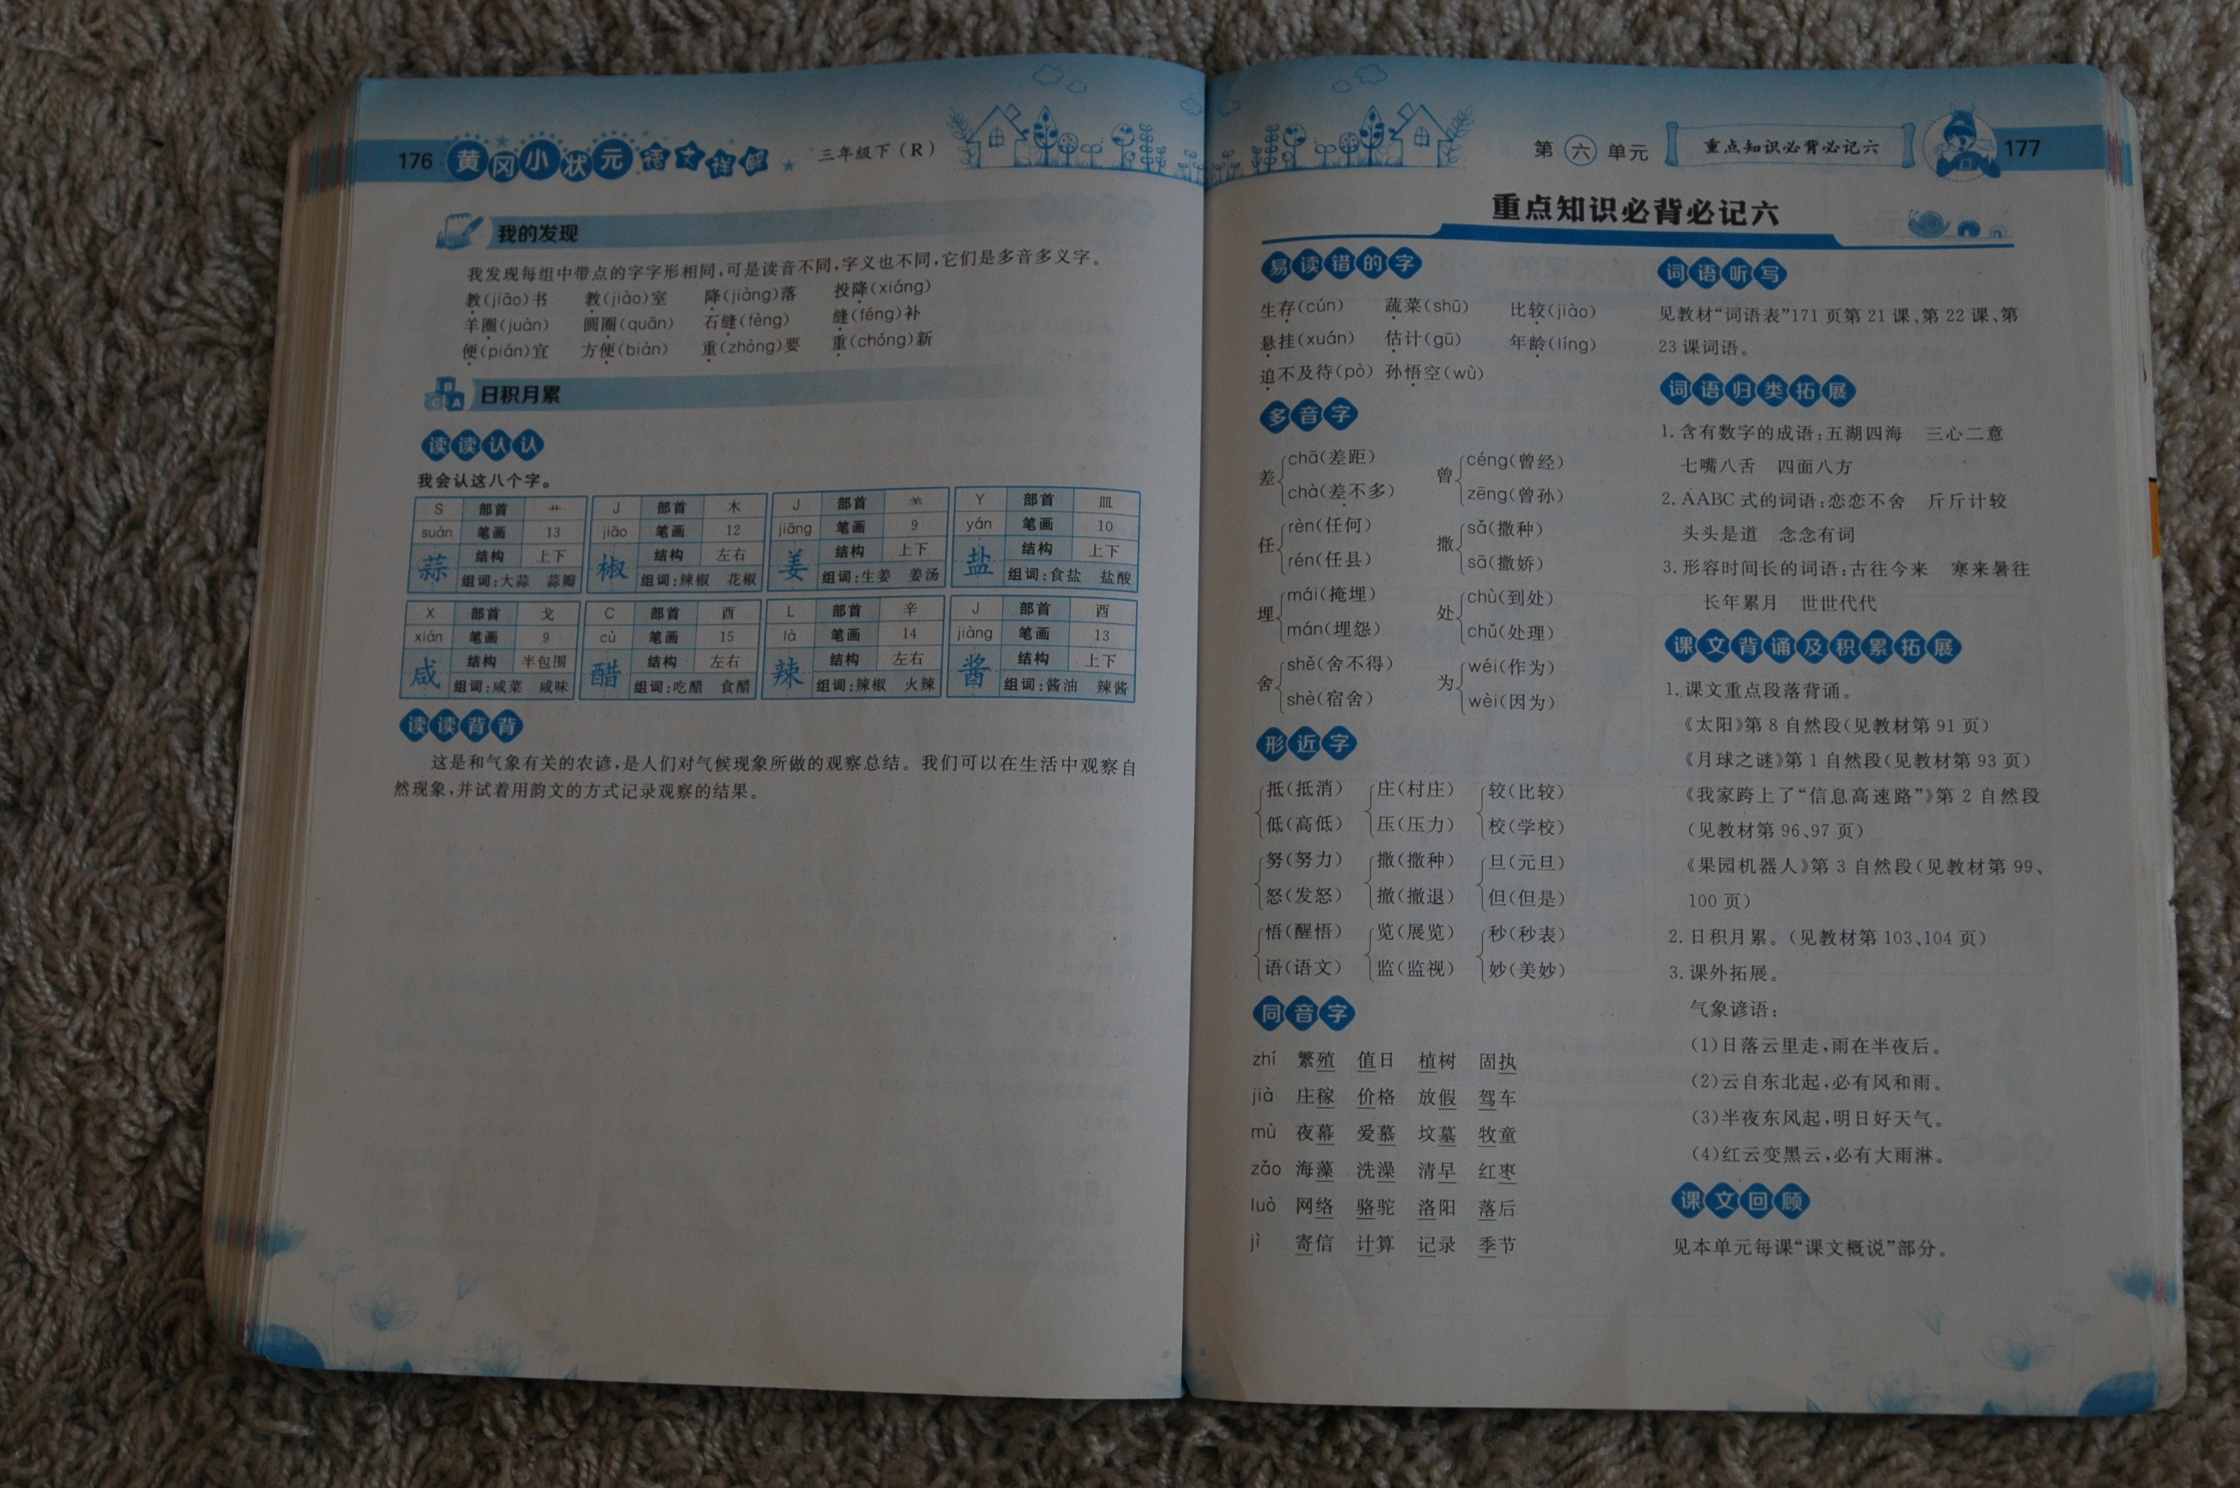 176 黄冈小状元 语文详解 ★ 三年级下(R)
我的发现
我发现每组中带点的字字形相同,可是读音不同,字义也不同,它们是多音多义字。
教(jiāo)书 教(jiào)室 降(jiàng)落 投降(xiáng)
羊圈(juàn) 圆圈(quān) 石缝(fèng) 缝(féng)补
便(pián)宜 方便(biàn) 重(zhòng)要 重(chóng)新
日积月累
读读认认
我会认这八个字。
S 部首 艹 J 部首 木 J 部首 𦍌 Y 部首 皿
suàn 笔画 13 jiāo 笔画 12 jiāng 笔画 9 yán 笔画 10
蒜 结构 上下 椒 结构 左右 姜 结构 上下 盐 结构 上下
组词:大蒜 蒜瓣 组词:辣椒 花椒 组词:生姜 姜汤 组词:食盐 盐酸
X 部首 戈 C 部首 酉 L 部首 辛 J 部首 酉
xián 笔画 9 cù 笔画 15 là 笔画 14 jiàng 笔画 13
咸 结构 半包围 醋 结构 左右 辣 结构 左右 酱 结构 上下
组词:咸菜 咸味 组词:吃醋 食醋 组词:辣椒 火辣 组词:酱油 辣酱
读读背背
这是和气象有关的农谚,是人们对气候现象所做的观察总结。我们可以在生活中观察自
然现象,并试着用韵文的方式记录观察的结果。
第六单元 重点知识必背必记六 177
重点知识必背必记六
易读错的字
生存(cún) 蔬菜(shū) 比较(jiào)
悬挂(xuán) 估计(gū) 年龄(líng)
迫不及待(pò) 孙悟空(wù)
多音字
差{chā(差距) 曾{céng(曾经)
chà(差不多) zēng(曾孙)
任{rèn(任何) 撒{sǎ(撒种)
rén(任县) sā(撒娇)
埋{mái(掩埋) 处{chù(到处)
mán(埋怨) chǔ(处理)
舍{shě(舍不得) 为{wéi(作为)
shè(宿舍) wèi(因为)
形近字
{抵(抵消) {庄(村庄) {较(比较)
低(高低) 压(压力) 校(学校)
{努(努力) {撒(撒种) {旦(元旦)
怒(发怒) 撤(撤退) 但(但是)
{悟(醒悟) {览(展览) {秒(秒表)
语(语文) 监(监视) 妙(美妙)
同音字
zhí 繁殖 值日 植树 固执
jià 庄稼 价格 放假 驾车
mù 夜幕 爱慕 坟墓 牧童
zǎo 海藻 洗澡 清早 红枣
luò 网络 骆驼 洛阳 落后
jì 寄信 计算 记录 季节
词语听写
见教材“词语表”171页第21课、第22课、第
23课词语。
词语归类拓展
1.含有数字的成语:五湖四海 三心二意
七嘴八舌 四面八方
2.AABC式的词语:恋恋不舍 斤斤计较
头头是道 念念有词
3.形容时间长的词语:古往今来 寒来暑往
长年累月 世世代代
课文背诵及积累拓展
1.课文重点段落背诵。
《太阳》第8自然段(见教材第91页)
《月球之谜》第1自然段(见教材第93页)
《我家跨上了“信息高速路”》第2自然段
(见教材第96、97页)
《果园机器人》第3自然段(见教材第99、
100页)
2.日积月累。(见教材第103、104页)
3.课外拓展。
气象谚语:
(1)日落云里走,雨在半夜后。
(2)云自东北起,必有风和雨。
(3)半夜东风起,明日好天气。
(4)红云变黑云,必有大雨淋。
课文回顾
见本单元每课“课文概说”部分。